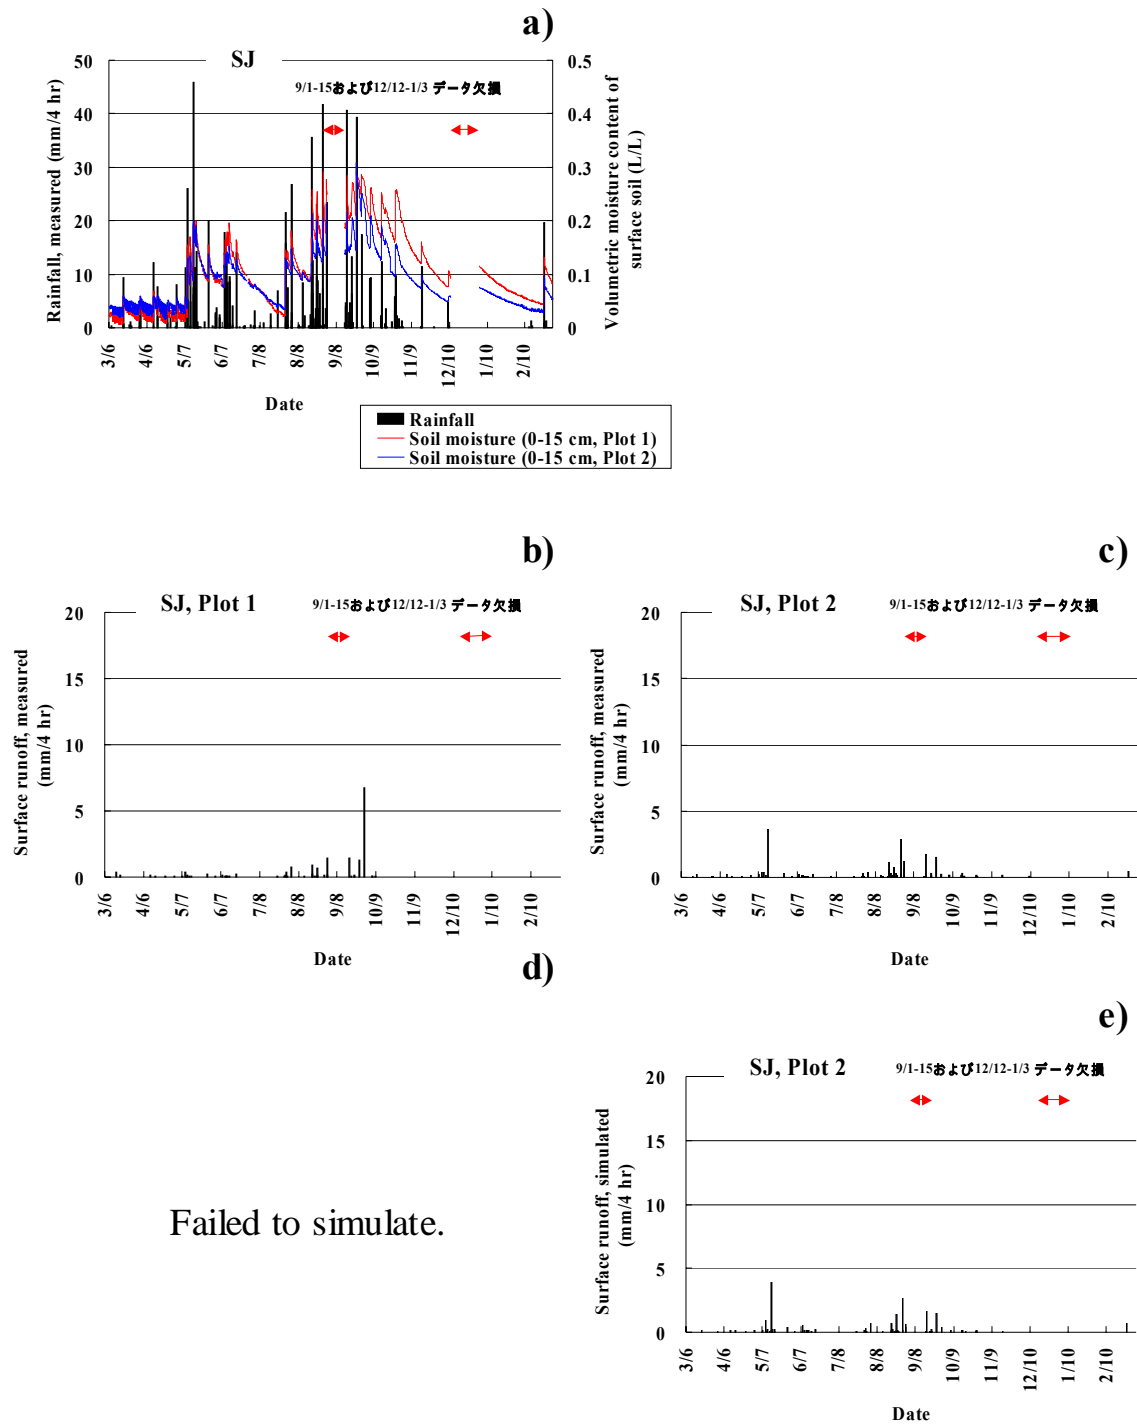 a)
SJ
9/1-15および12/12-1/3 データ欠損
Rainfall, measured (mm/4 hr)
50
40
30
20
10
0
0.5
0.4
0.3
0.2
0.1
0
Volumetric moisture content of
surface soil (L/L)
3/6
4/6
5/7
6/7
7/8
8/8
9/8
10/9
11/9
12/10
1/10
2/10
Date
Rainfall
Soil moisture (0-15 cm, Plot 1)
Soil moisture (0-15 cm, Plot 2)
b)
SJ, Plot 1
9/1-15および12/12-1/3 データ欠損
Surface runoff, measured
(mm/4 hr)
20
15
10
5
0
3/6
4/6
5/7
6/7
7/8
8/8
9/8
10/9
11/9
12/10
1/10
2/10
Date
c)
SJ, Plot 2
9/1-15および12/12-1/3 データ欠損
Surface runoff, measured
(mm/4 hr)
20
15
10
5
0
3/6
4/6
5/7
6/7
7/8
8/8
9/8
10/9
11/9
12/10
1/10
2/10
Date
d)
Failed to simulate.
e)
SJ, Plot 2
9/1-15および12/12-1/3 データ欠損
Surface runoff, simulated
(mm/4 hr)
20
15
10
5
0
3/6
4/6
5/7
6/7
7/8
8/8
9/8
10/9
11/9
12/10
1/10
2/10
Date